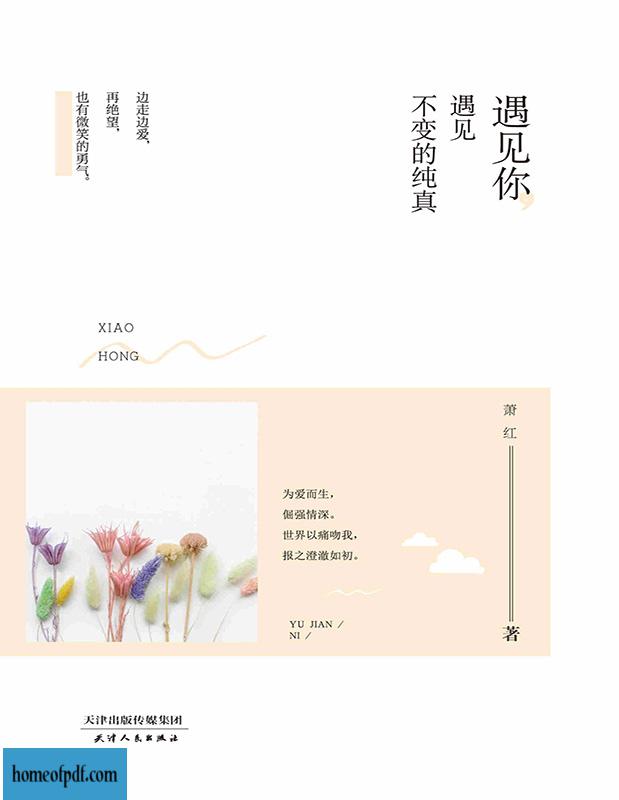 遇见你，
遇见
不变的纯真
边走边爱，
再绝望，
也有微笑的勇气。
XIAO
HONG
萧红
著
为爱而生，
倔强情深。
世界以痛吻我，
报之澄澈如初。
YU JIAN /
NI /
天津出版传媒集团
天津人民出版社
homeofpdf.com